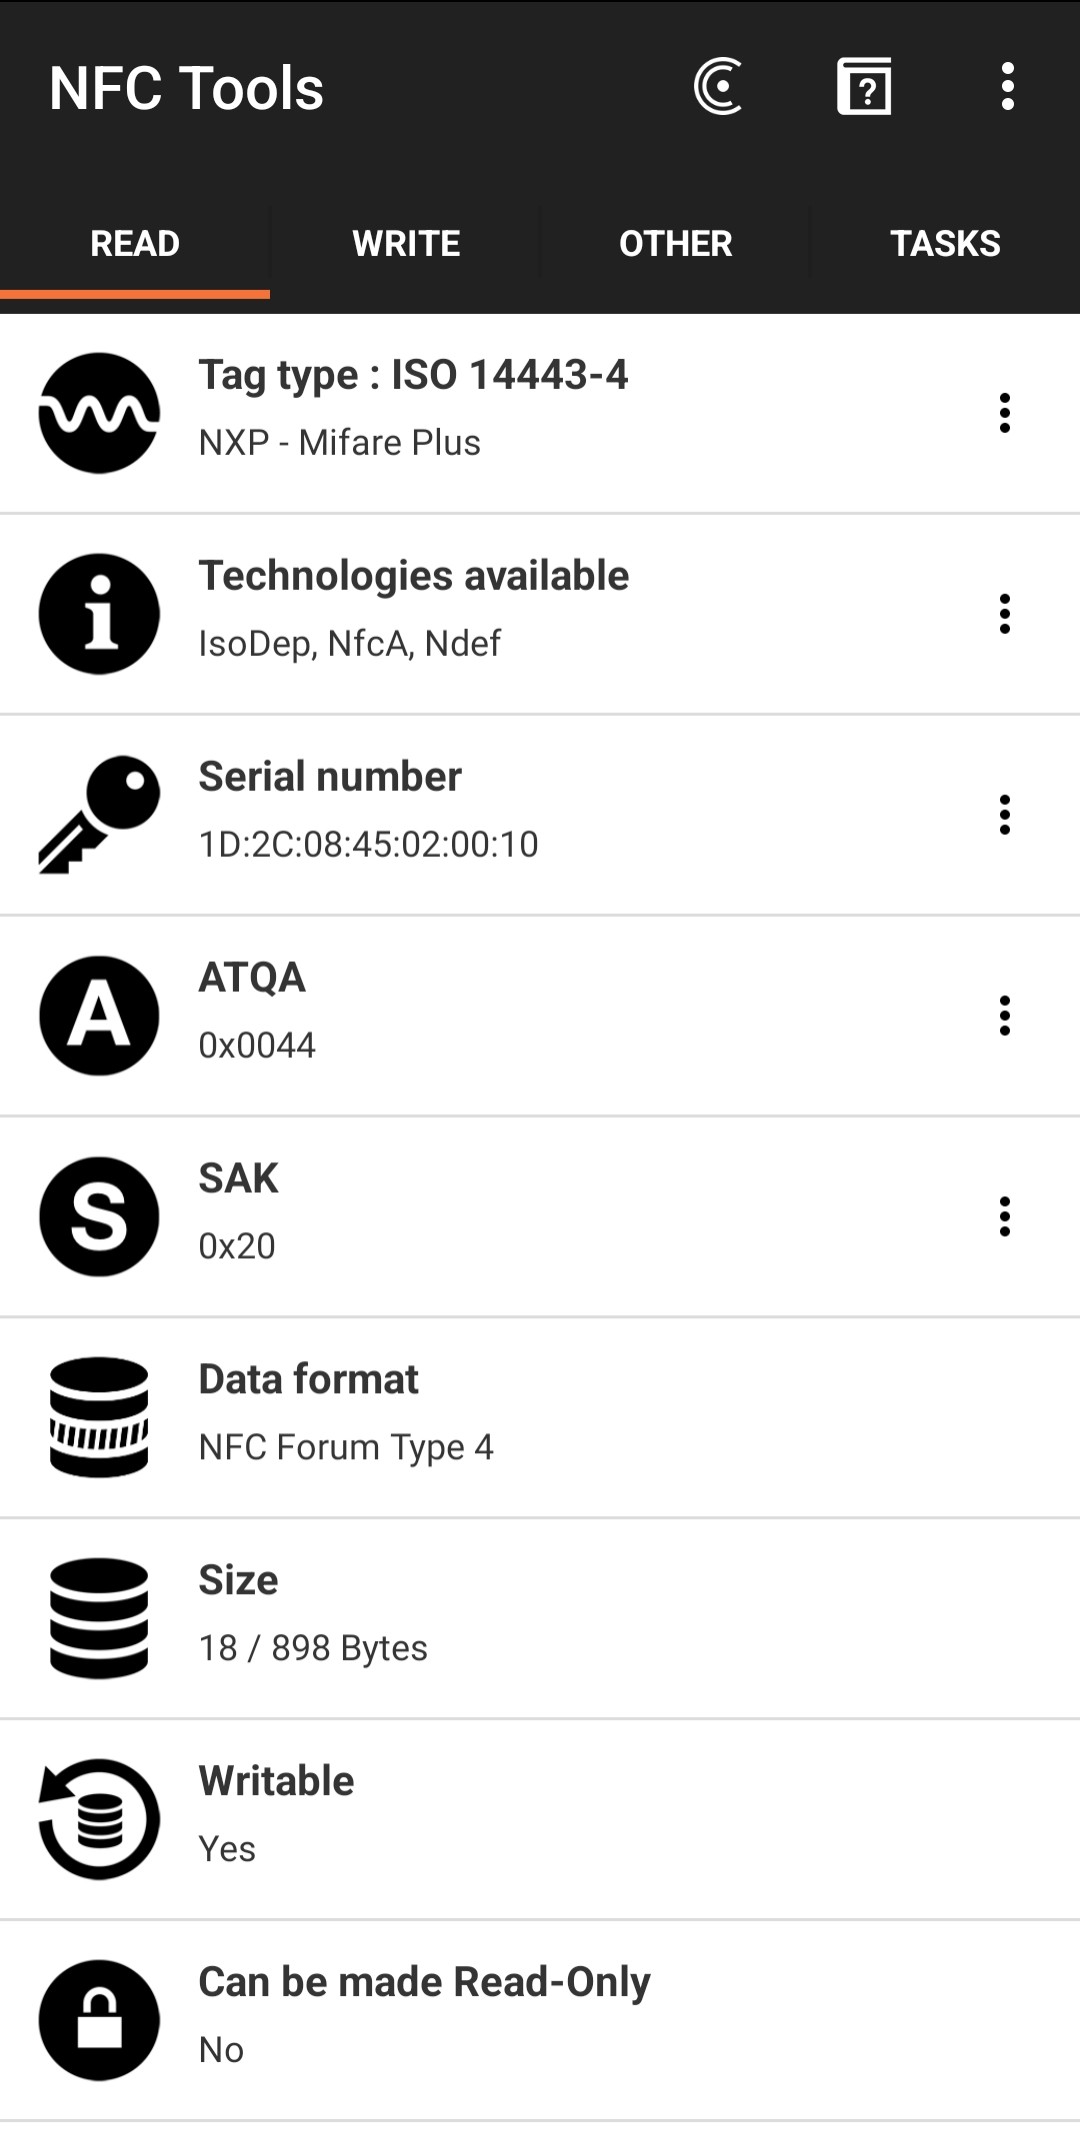 NFC Tools
?
READ
WRITE
OTHER
TASKS
Tag type : ISO 14443-4
NXP - Mifare Plus
i
Technologies available
IsoDep, NfcA, Ndef
Serial number
1D:2C:08:45:02:00:10
A
ATQA
0x0044
S
SAK
0x20
Data format
NFC Forum Type 4
Size
18 / 898 Bytes
Writable
Yes
Can be made Read-Only
No